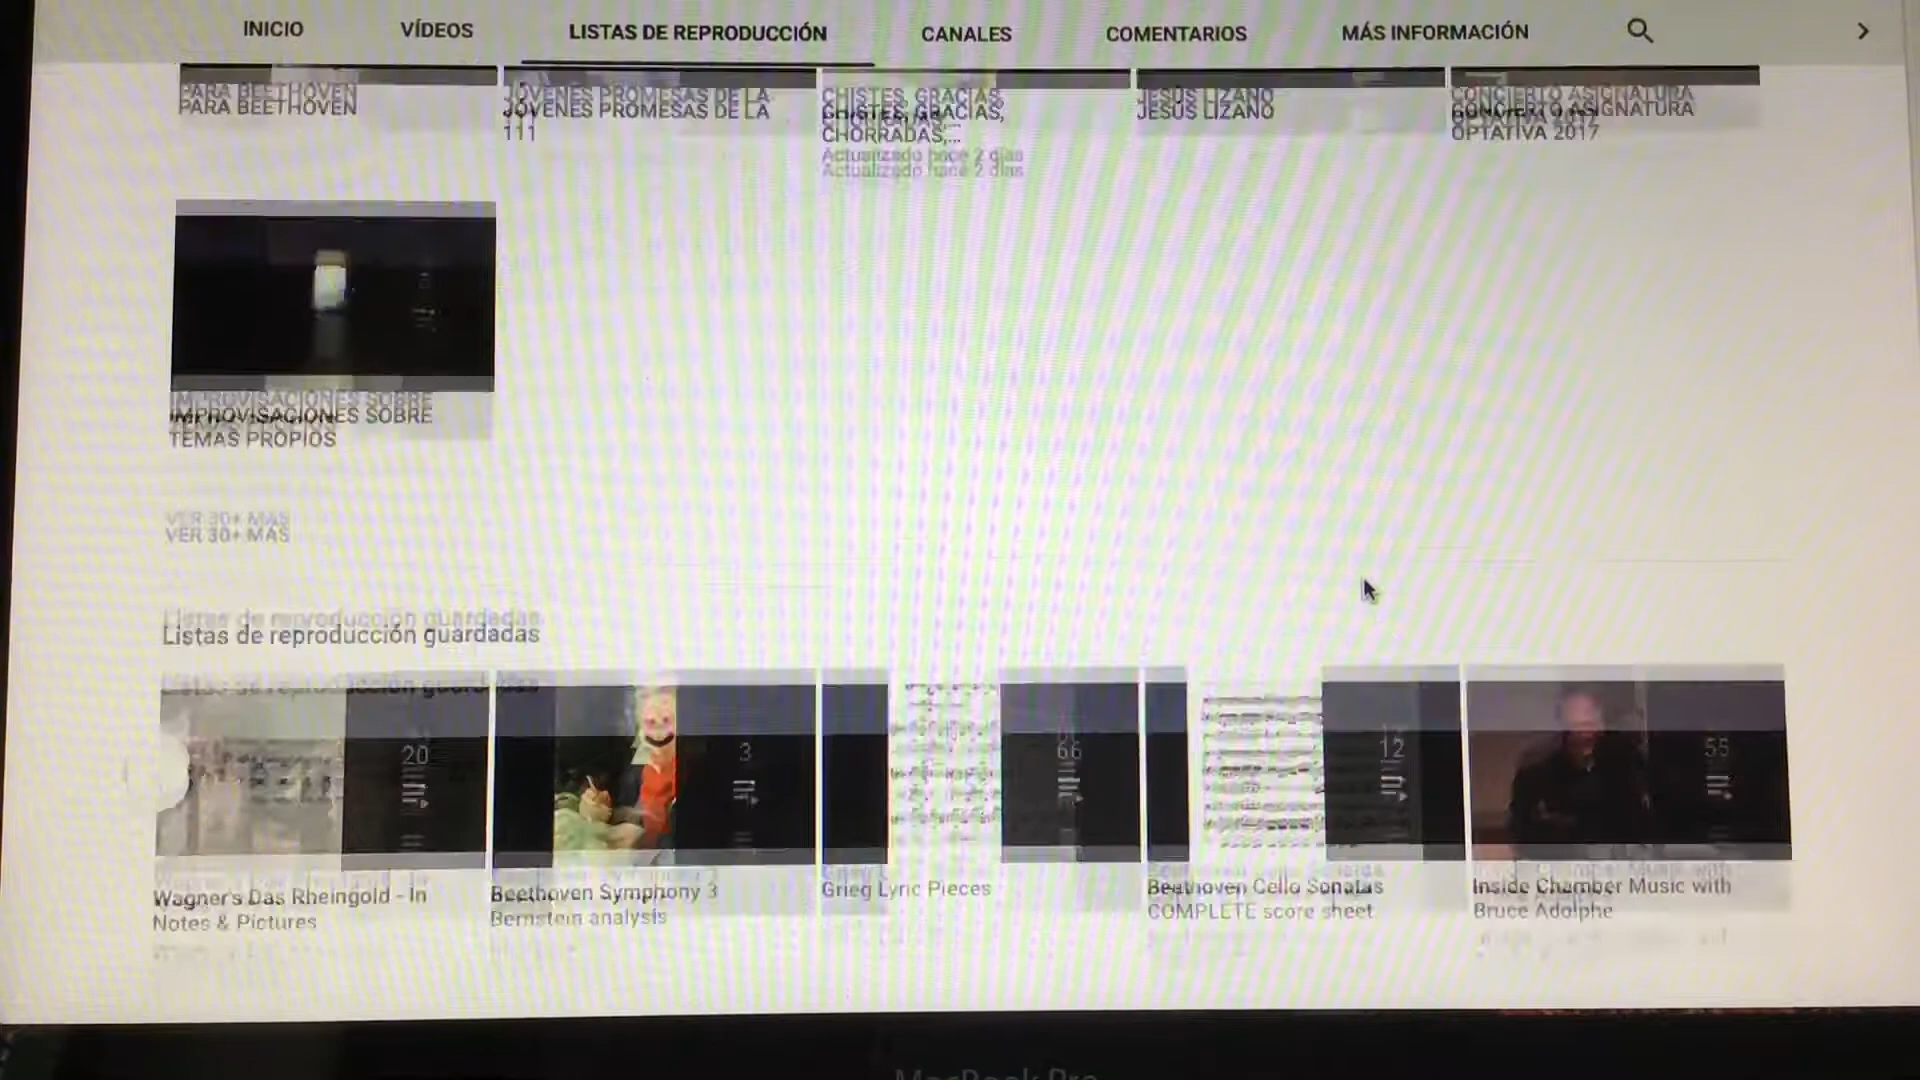 INICIO VÍDEOS LISTAS DE REPRODUCCIÓN CANALES COMENTARIOS MÁS INFORMACIÓN
PARA BEETHOVEN
JÓVENES PROMESAS DE LA
111
CHISTES, GRACIAS,
CHORRADAS,...
Actualizado hace 2 días
JESÚS LIZANO
CONCIERTO ASIGNATURA
OPTATIVA 2017
IMPROVISACIONES SOBRE
TEMAS PROPIOS
VER 30+ MÁS
Listas de reproducción guardadas
20
Wagner's Das Rheingold - In
Notes & Pictures
3
Beethoven Symphony 3
Bernstein analysis
66
Grieg Lyric Pieces
12
Beethoven Cello Sonatas
COMPLETE score sheet
55
Inside Chamber Music with
Bruce Adolphe
MacBook Pro